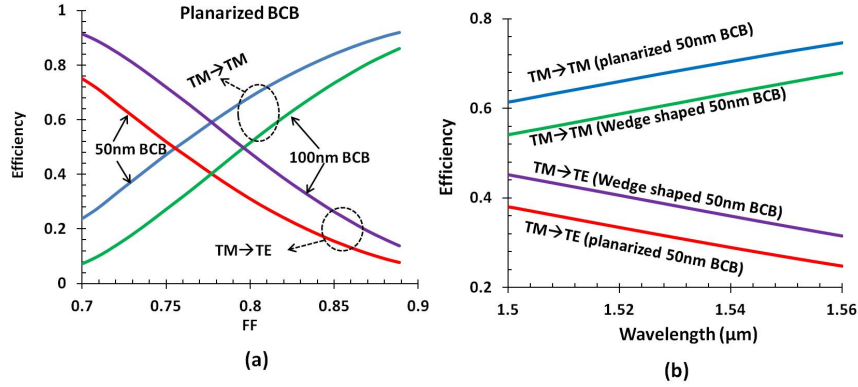 Planarized BCB
1
0.8
0.6
0.4
0.2
0
Efficiency
TM→TM
50nm BCB
100nm BCB
TM→TE
0.7
0.75
0.8
0.85
0.9
FF
(a)
0.8
0.6
0.4
0.2
Efficiency
TM→TM (planarized 50nm BCB)
TM→TM (Wedge shaped 50nm BCB)
TM→TE (Wedge shaped 50nm BCB)
TM→TE (planarized 50nm BCB)
1.5
1.52
1.54
1.56
Wavelength (µm)
(b)